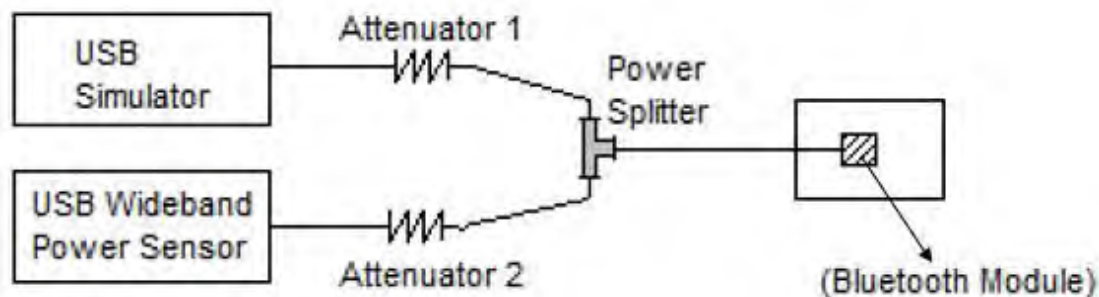 USB
Simulator
Attenuator 1
Power
Splitter
USB Wideband
Power Sensor
Attenuator 2
(Bluetooth Module)